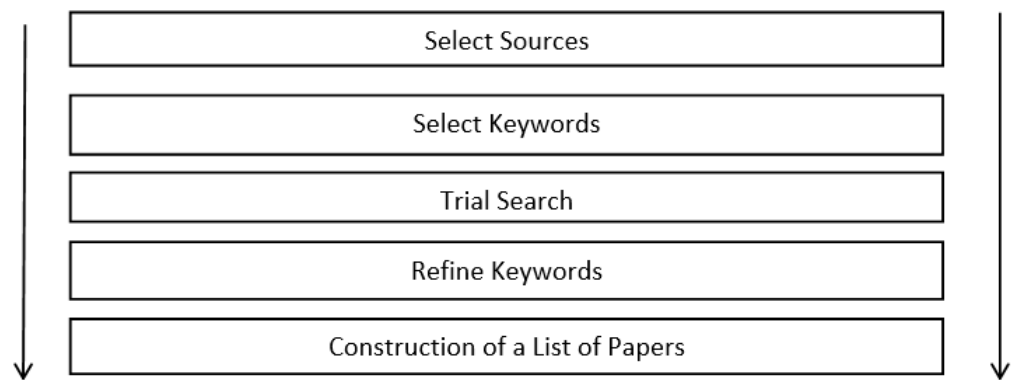 Select Sources
Select Keywords
Trial Search
Refine Keywords
Construction of a List of Papers